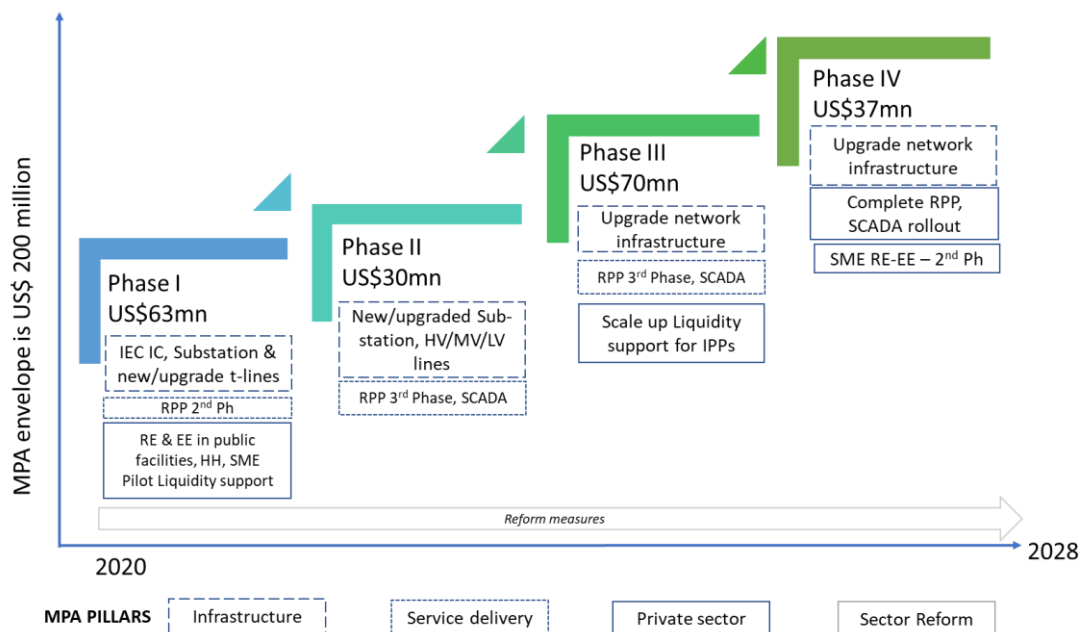 MPA envelope is US$ 200 million
Phase I
US$63mn
IEC IC, Substation &
new/upgrade t-lines
RPP 2nd Ph
RE & EE in public
facilities, HH, SME
Pilot Liquidity support
Phase II
US$30mn
New/upgraded Sub-
station, HV/MV/LV
lines
RPP 3rd Phase, SCADA
Phase III
US$70mn
Upgrade network
infrastructure
RPP 3rd Phase, SCADA
Scale up Liquidity
support for IPPs
Phase IV
US$37mn
Upgrade network
infrastructure
Complete RPP,
SCADA rollout
SME RE-EE – 2nd Ph
Reform measures
2020
2028
MPA PILLARS
Infrastructure
Service delivery
Private sector
Sector Reform